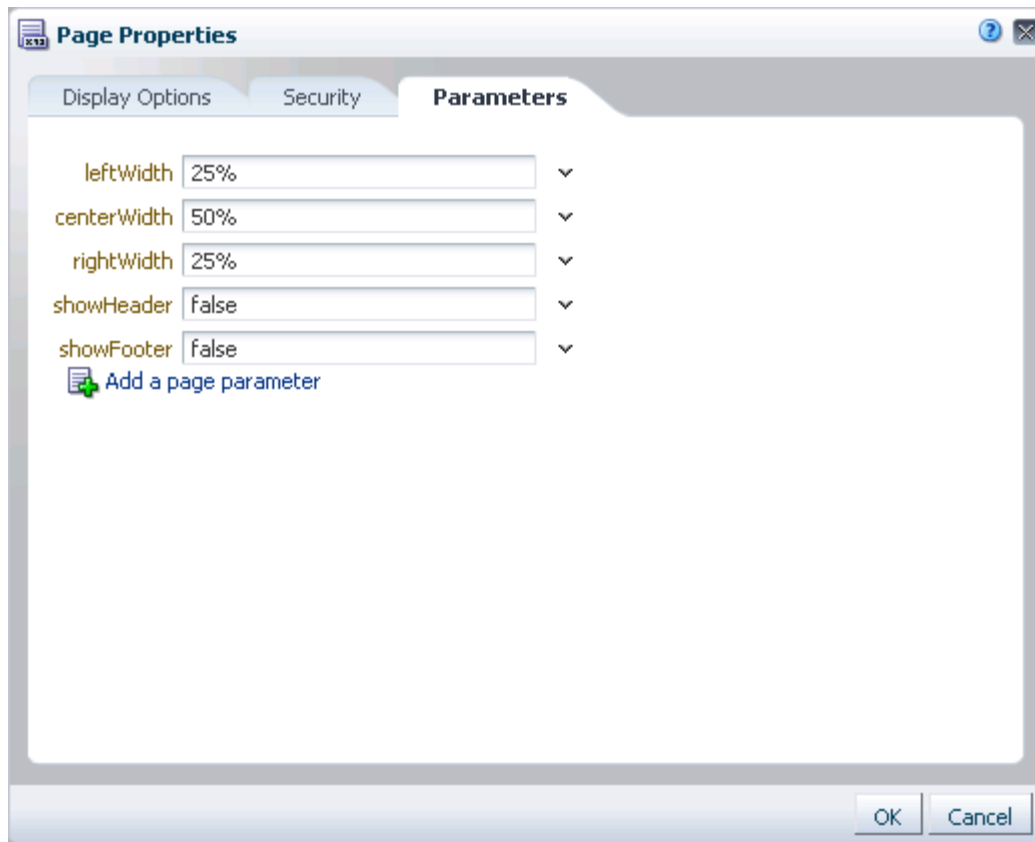 Page Properties
Display Options Security Parameters
leftWidth 25%
centerWidth 50%
rightWidth 25%
showHeader false
showFooter false
Add a page parameter
OK Cancel